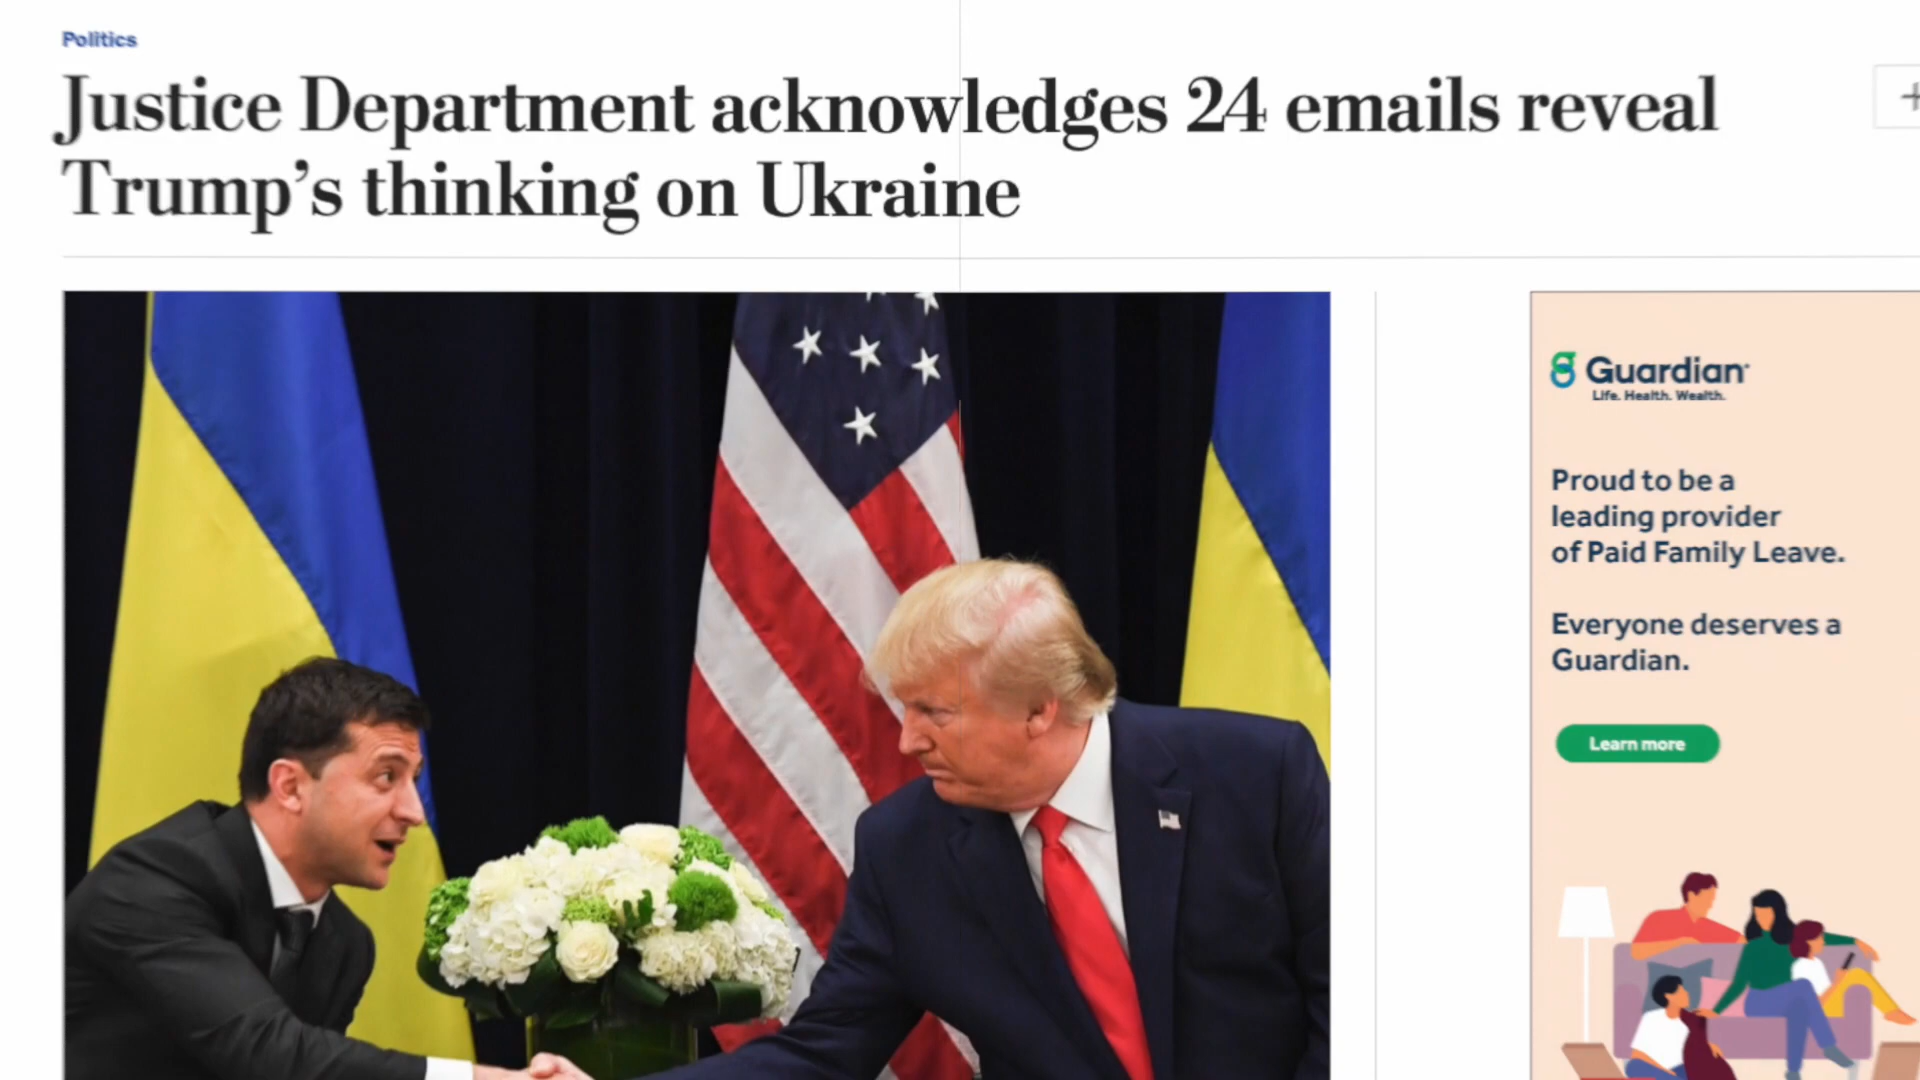 Politics
Justice Department acknowledges 24 emails reveal
Trump’s thinking on Ukraine
Guardian
Life. Health. Wealth.
Proud to be a
leading provider
of Paid Family Leave.
Everyone deserves a
Guardian.
Learn more